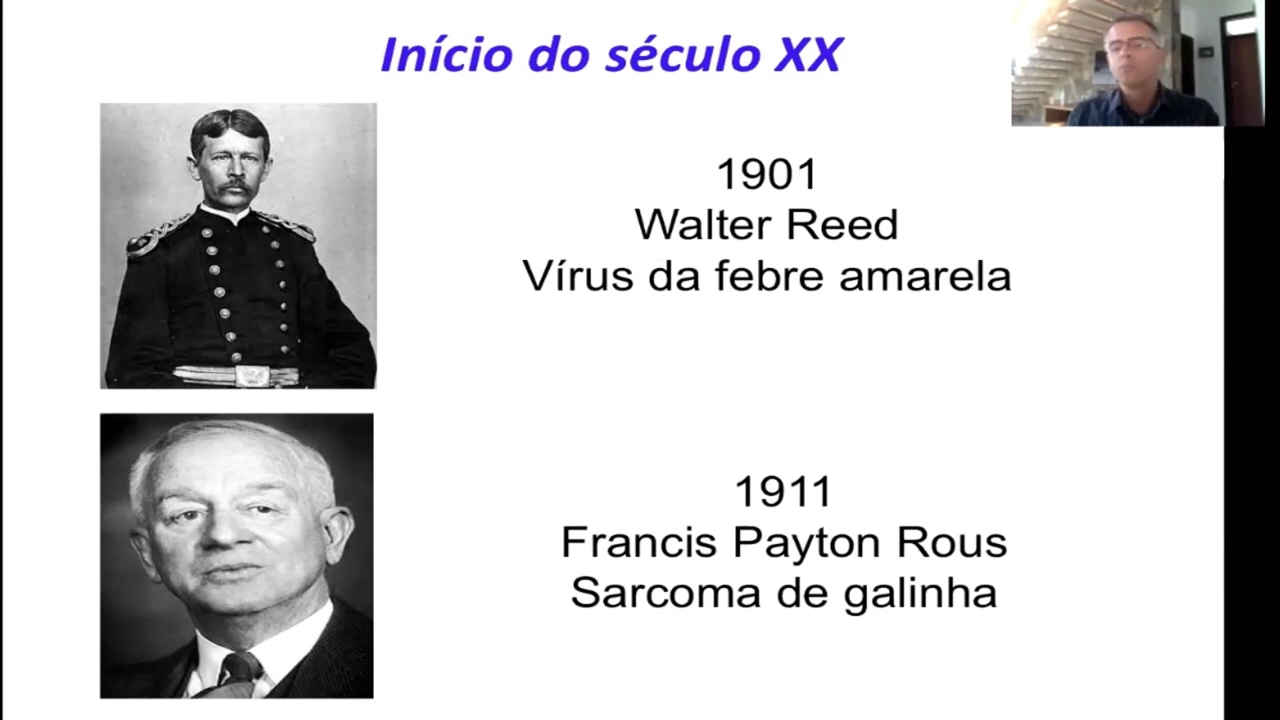 Início do século XX
1901
Walter Reed
Vírus da febre amarela
1911
Francis Payton Rous
Sarcoma de galinha